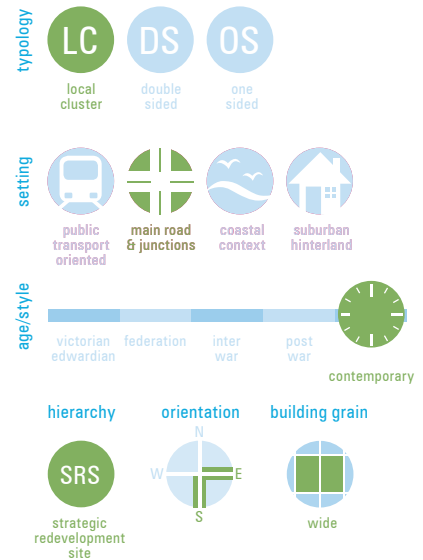 typology
LC
DS
OS
local
cluster
double
sided
one
sided
setting
public
transport
oriented
main road
& junctions
coastal
context
suburban
hinterland
age/style
victorian
edwardian
federation
inter
war
post
war
contemporary
hierarchy
orientation
building grain
SRS
N
W
E
S
strategic
redevelopment
site
wide